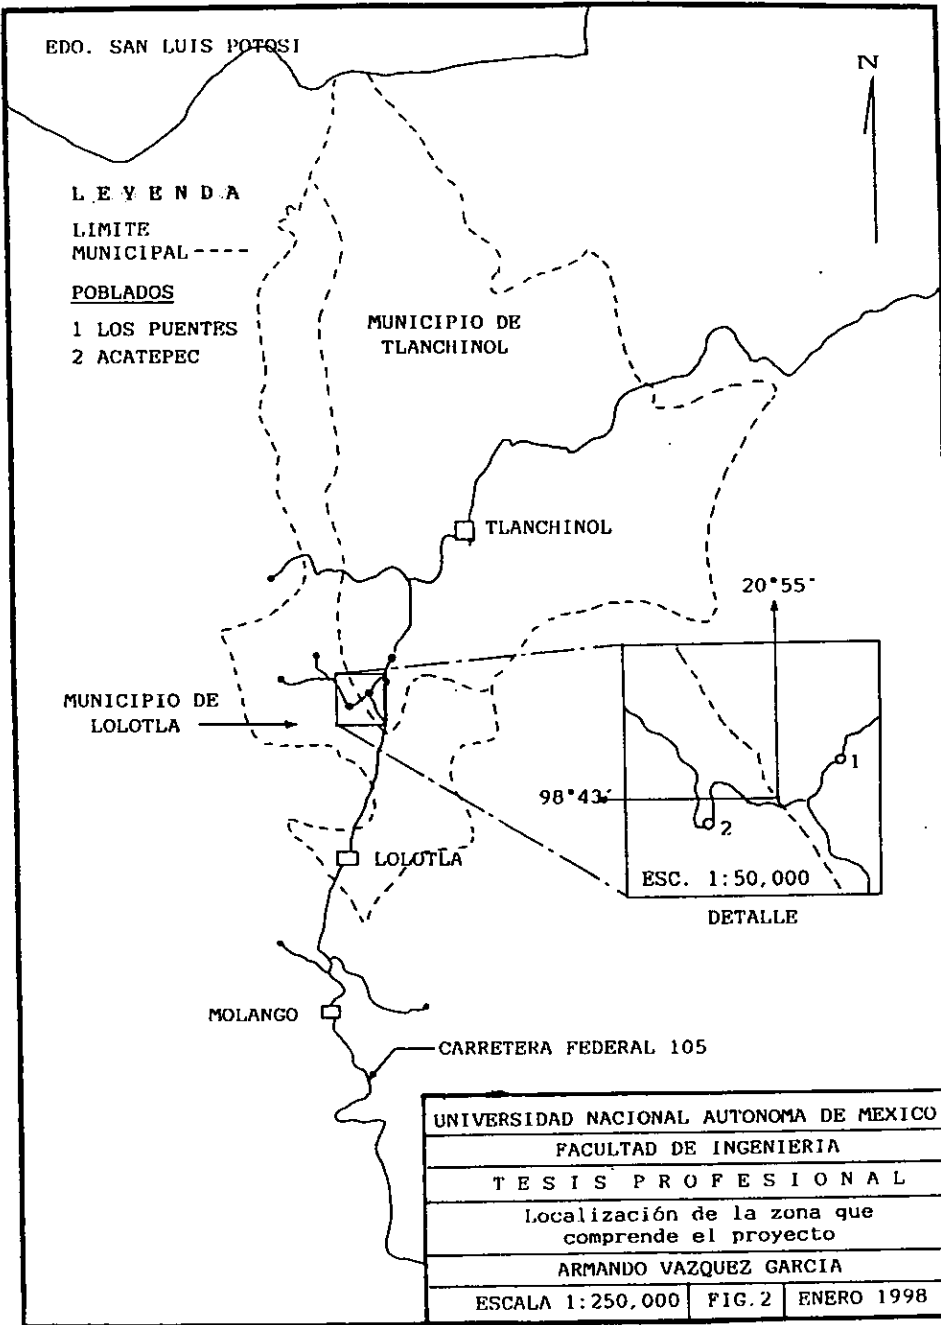 EDO. SAN LUIS POTOSI
N
L E Y E N D A
LIMITE
MUNICIPAL ----
POBLADOS
1 LOS PUENTES
2 ACATEPEC
MUNICIPIO DE
TLANCHINOL
TLANCHINOL
20°55'
MUNICIPIO DE
LOLOTLA
98°43'
1
2
ESC. 1:50,000
DETALLE
LOLOTLA
MOLANGO
CARRETERA FEDERAL 105
UNIVERSIDAD NACIONAL AUTONOMA DE MEXICO
FACULTAD DE INGENIERIA
T E S I S P R O F E S I O N A L
Localización de la zona que
comprende el proyecto
ARMANDO VAZQUEZ GARCIA
ESCALA 1:250,000 FIG.2 ENERO 1998